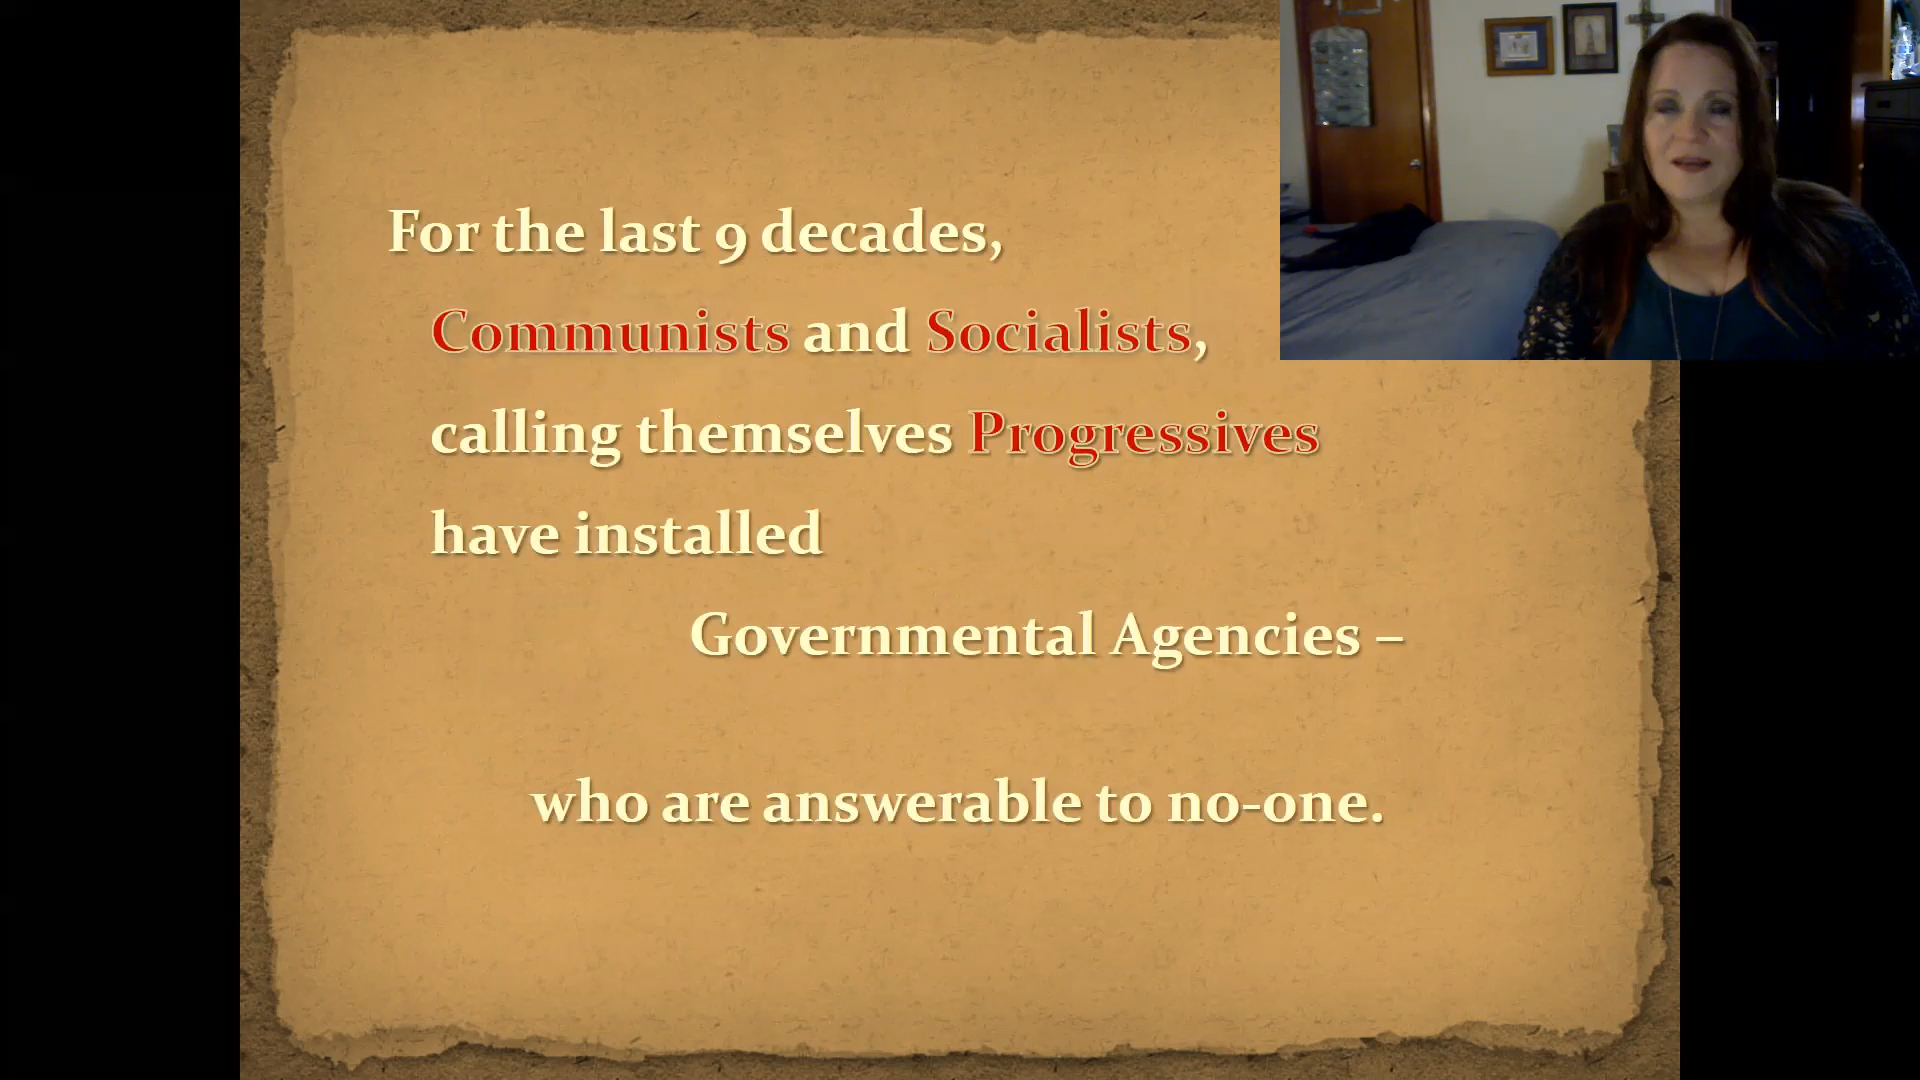 For the last 9 decades,
Communists and Socialists,
calling themselves Progressives
have installed
Governmental Agencies –
who are answerable to no-one.